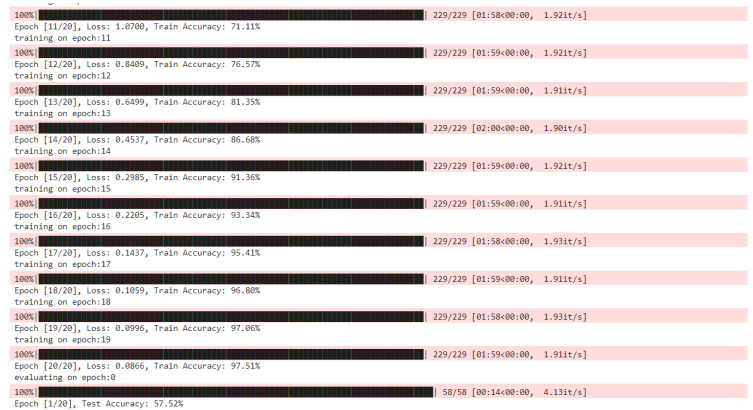 100%| | 229/229 [01:58<00:00, 1.92it/s]
Epoch [11/20], Loss: 1.0700, Train Accuracy: 71.11%
training on epoch:11
100%| | 229/229 [01:59<00:00, 1.92it/s]
Epoch [12/20], Loss: 0.8409, Train Accuracy: 76.57%
training on epoch:12
100%| | 229/229 [01:59<00:00, 1.91it/s]
Epoch [13/20], Loss: 0.6499, Train Accuracy: 81.35%
training on epoch:13
100%| | 229/229 [02:00<00:00, 1.90it/s]
Epoch [14/20], Loss: 0.4537, Train Accuracy: 86.68%
training on epoch:14
100%| | 229/229 [01:59<00:00, 1.92it/s]
Epoch [15/20], Loss: 0.2985, Train Accuracy: 91.36%
training on epoch:15
100%| | 229/229 [01:59<00:00, 1.91it/s]
Epoch [16/20], Loss: 0.2205, Train Accuracy: 93.34%
training on epoch:16
100%| | 229/229 [01:58<00:00, 1.93it/s]
Epoch [17/20], Loss: 0.1437, Train Accuracy: 95.41%
training on epoch:17
100%| | 229/229 [01:59<00:00, 1.91it/s]
Epoch [18/20], Loss: 0.1059, Train Accuracy: 96.80%
training on epoch:18
100%| | 229/229 [01:58<00:00, 1.93it/s]
Epoch [19/20], Loss: 0.0996, Train Accuracy: 97.06%
training on epoch:19
100%| | 229/229 [01:59<00:00, 1.91it/s]
Epoch [20/20], Loss: 0.0866, Train Accuracy: 97.51%
evaluating on epoch:0
100%| | 58/58 [00:14<00:00, 4.13it/s]
Epoch [1/20], Test Accuracy: 57.52%